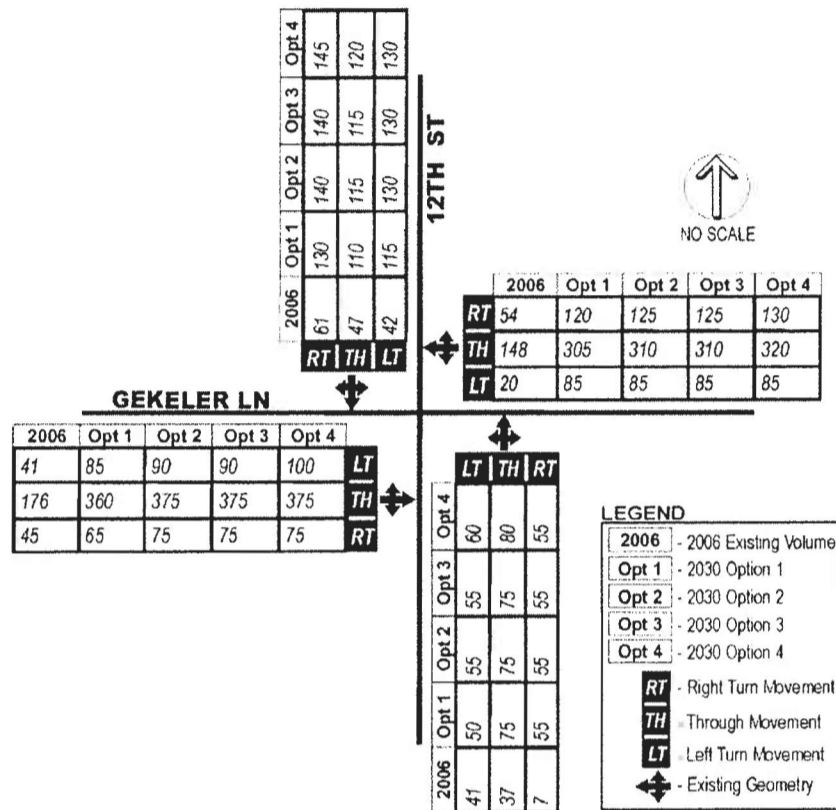 Opt 4 145 120 130
Opt 3 140 115 130
Opt 2 140 115 130
Opt 1 130 110 115
2006 61 47 42
RT TH LT
12TH ST
NO SCALE
2006 Opt 1 Opt 2 Opt 3 Opt 4
RT 54 120 125 125 130
TH 148 305 310 310 320
LT 20 85 85 85 85
GEKELER LN
2006 Opt 1 Opt 2 Opt 3 Opt 4
41 85 90 90 100 LT
176 360 375 375 375 TH
45 65 75 75 75 RT
LT TH RT
Opt 4 60 80 55
Opt 3 55 75 55
Opt 2 55 75 55
Opt 1 50 75 55
2006 41 37 7
LEGEND
2006 - 2006 Existing Volume
Opt 1 - 2030 Option 1
Opt 2 - 2030 Option 2
Opt 3 - 2030 Option 3
Opt 4 - 2030 Option 4
RT - Right Turn Movement
TH - Through Movement
LT - Left Turn Movement
- Existing Geometry